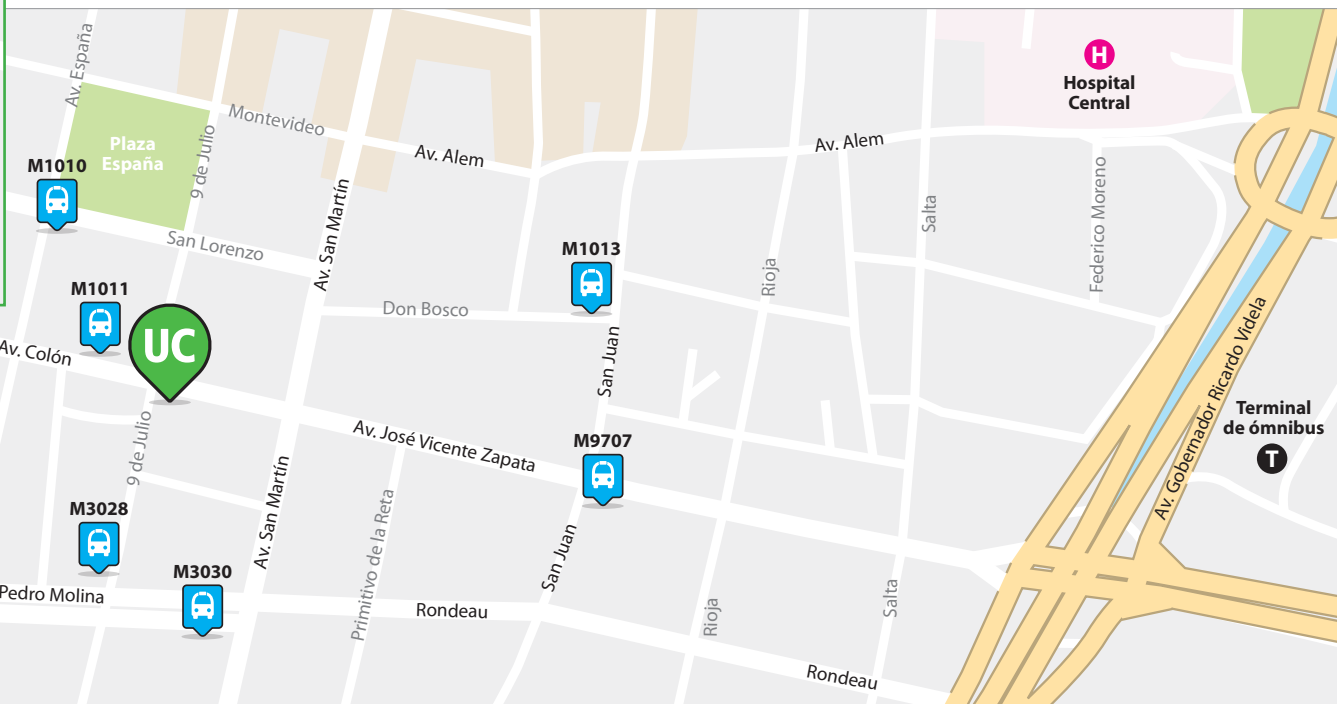 Av. España
H
Hospital
Central
Plaza
España
Montevideo
9 de Julio
Av. Alem
Av. Alem
M1010
San Lorenzo
Av. San Martín
M1013
Salta
Federico Moreno
Rioja
M1011
Don Bosco
UC
Av. Colón
San Juan
Av. Gobernador Ricardo Videla
Terminal
de ómnibus
T
9 de Julio
Av. José Vicente Zapata
M9707
Av. San Martín
M3028
Primitivo de la Reta
San Juan
M3030
Pedro Molina
Rondeau
Rioja
Salta
Rondeau